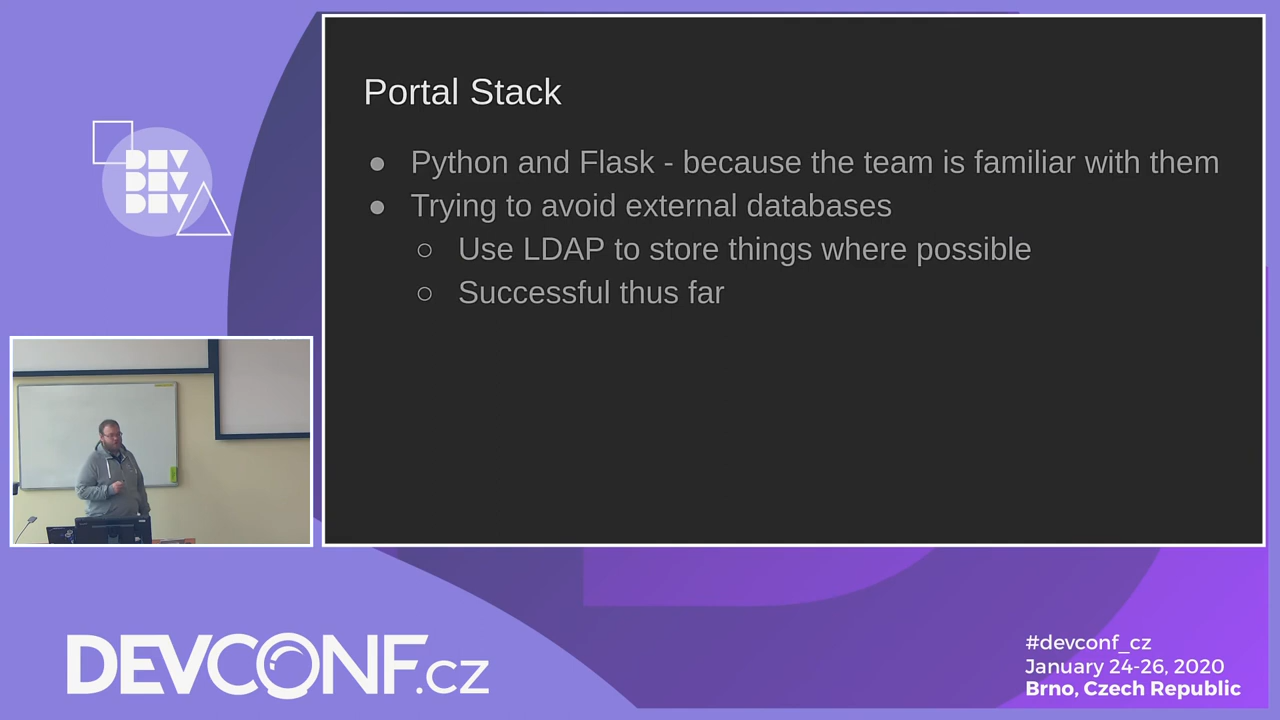 Portal Stack
● Python and Flask - because the team is familiar with them
● Trying to avoid external databases
○ Use LDAP to store things where possible
○ Successful thus far
DEV
DEV
DEV
DEVCONF.cz
#devconf_cz
January 24-26, 2020
Brno, Czech Republic